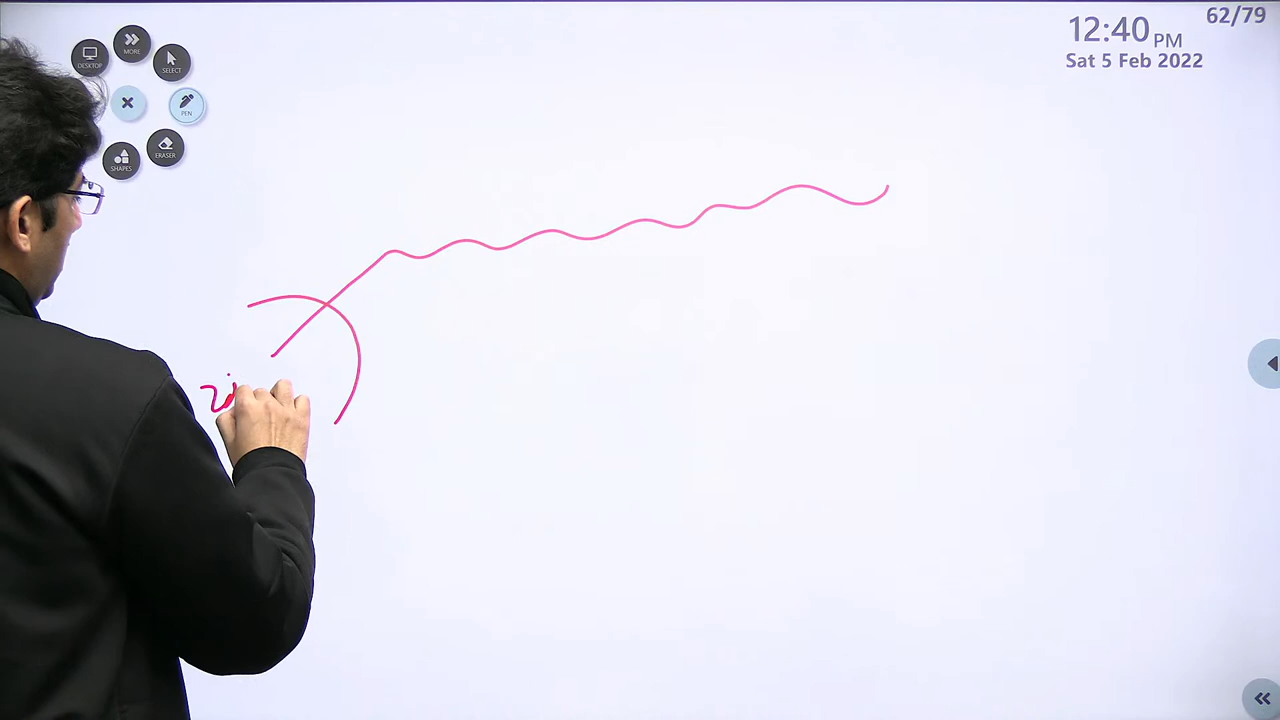 62/79
12:40 PM
Sat 5 Feb 2022
MORE
DESKTOP
SELECT
PEN
ERASER
SHAPES